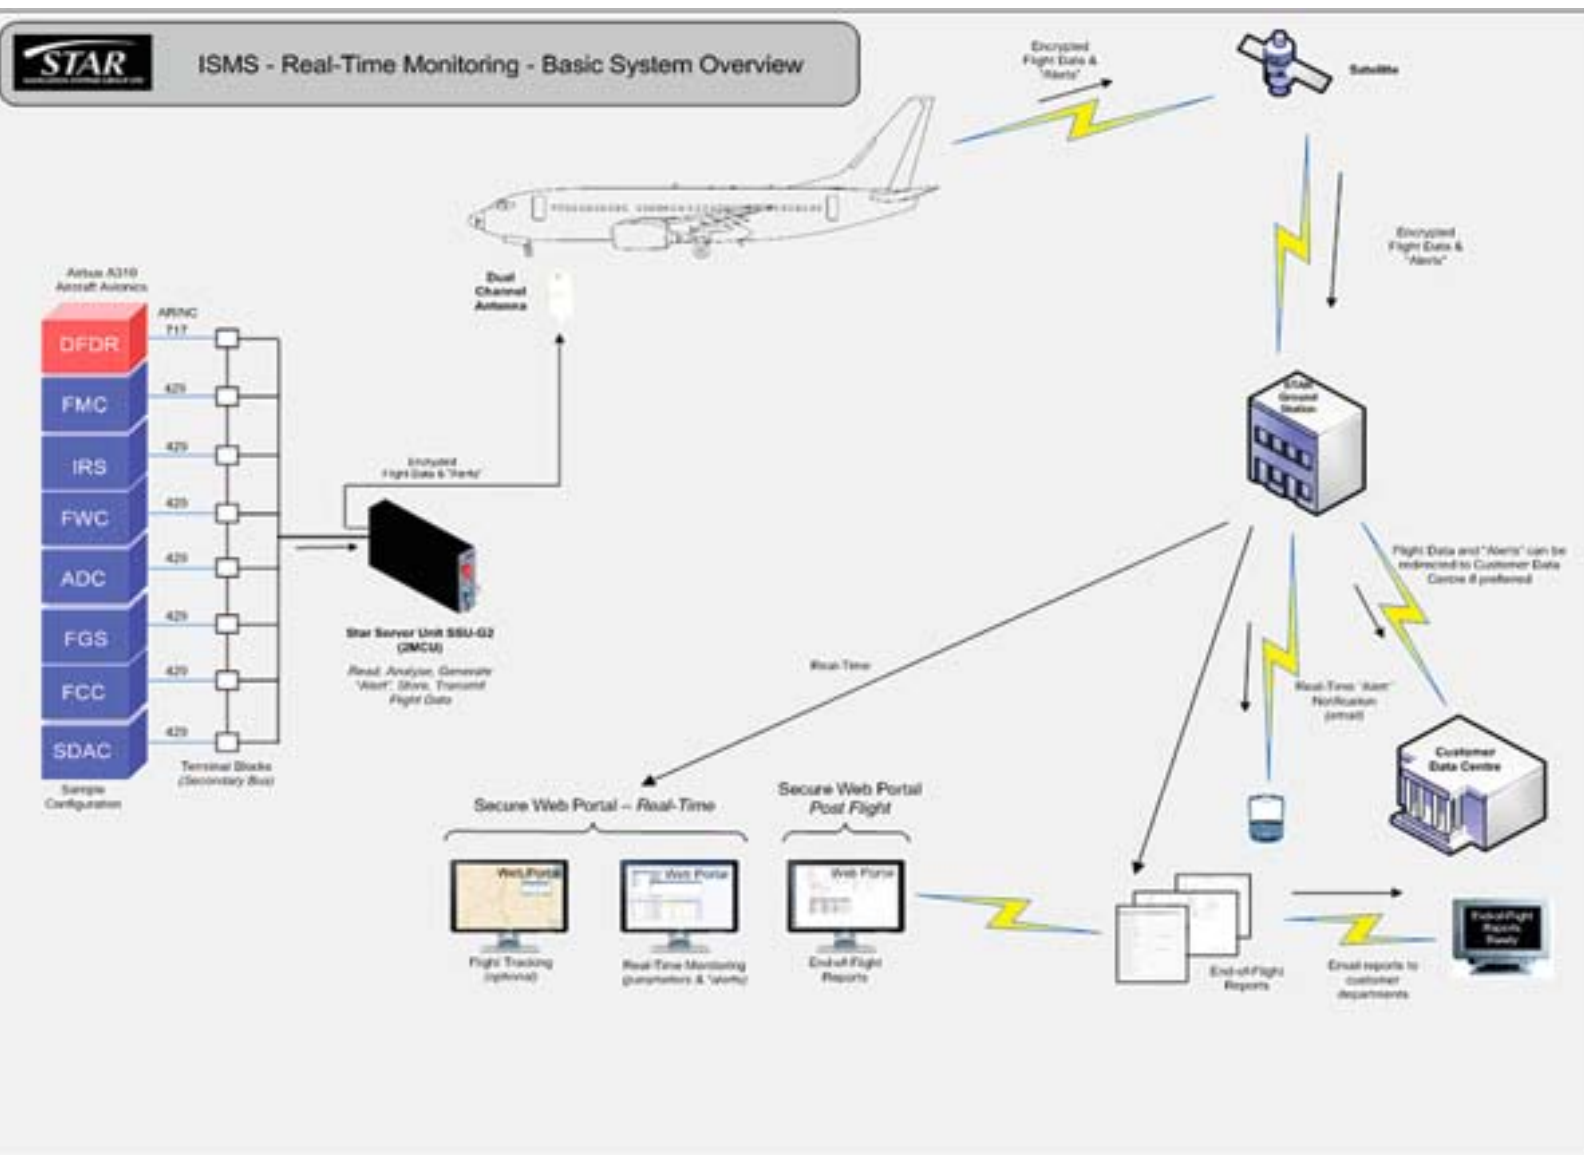 STAR
ISMS - Real-Time Monitoring - Basic System Overview
Encrypted
Flight Data &
"Alerts"
Satellite
Encrypted
Flight Data &
"Alerts"
Dual
Channel
Antenna
Aircraft Avionics
ARINC
717
DFDR
429
FMC
429
IRS
429
FWC
429
ADC
429
FGS
429
FCC
429
SDAC
Terminal Blocks
(Secondary Bus)
Sample
Configuration
Encrypted
Flight Data & "Alerts"
Star Server Unit SSU-G2
(2MCU)
Read, Analyse, Generate
"Alert", Store, Transmit
Flight Data
STAR
Ground
Station
Flight Data and "Alerts" can be
redirected to Customer Data
Centre if preferred
Real-Time
Real-Time "Alert"
Notification
(email)
Customer
Data Centre
Secure Web Portal – Real-Time
Secure Web Portal
Post Flight
Web Portal
Web Portal
Web Portal
Flight Tracking
(optional)
Real-Time Monitoring
(parameters & "alerts)
End-of-Flight
Reports
End-of-Flight
Reports
Email reports to
customer
departments
End-of-Flight
Reports
Ready